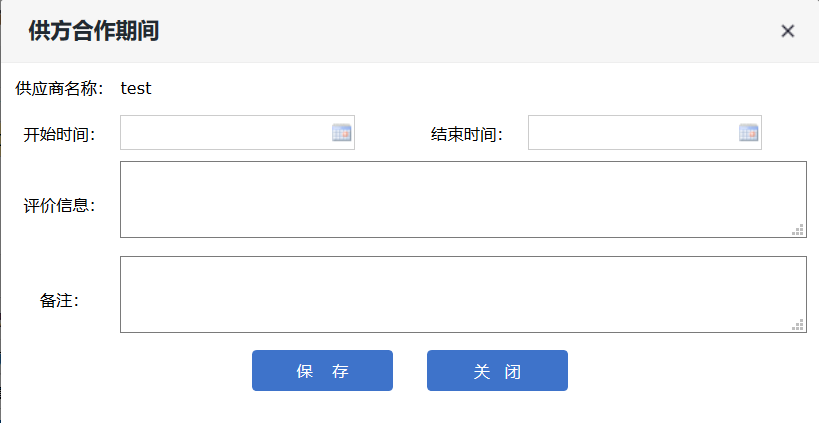 供方合作期间
供应商名称： test
开始时间： 结束时间：
评价信息：
备注：
保 存 关 闭